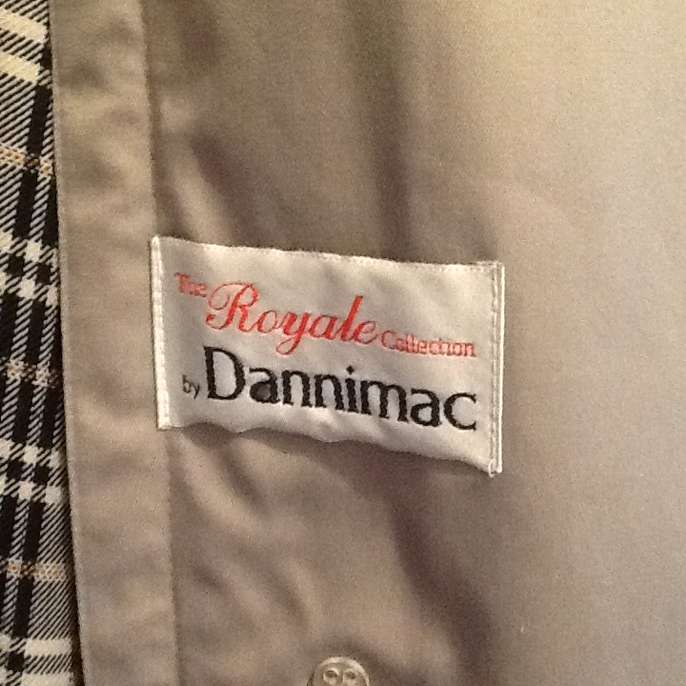 The Royale Collection
by Dannimac